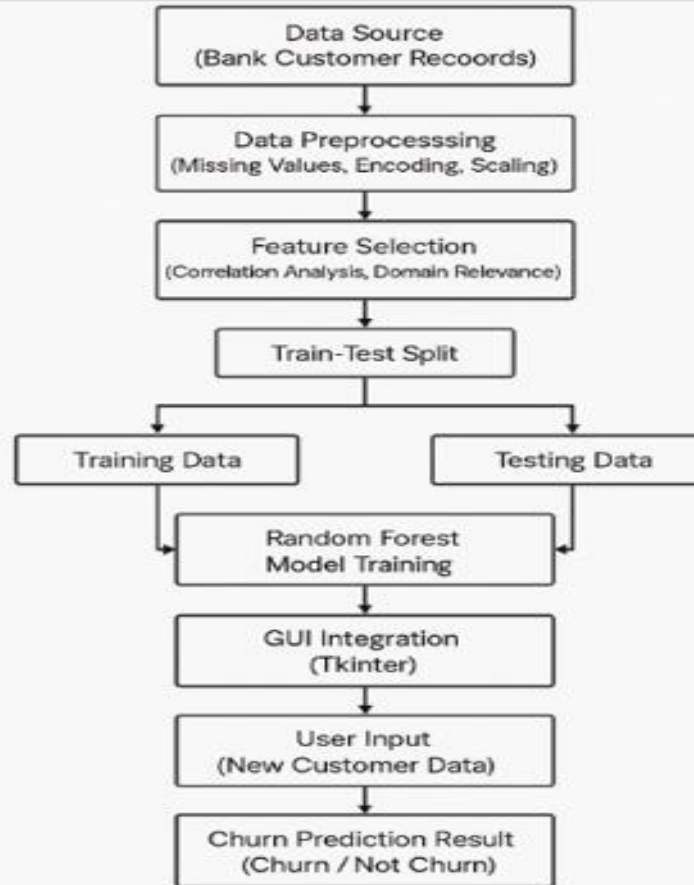 Data Source
(Bank Customer Recoords)
Data Preprocesssing
(Missing Values, Encoding, Scaling)
Feature Selection
(Correlation Analysis, Domain Relevance)
Train-Test Split
Training Data
Testing Data
Random Forest
Model Training
GUI Integration
(Tkinter)
User Input
(New Customer Data)
Churn Prediction Result
(Churn / Not Churn)